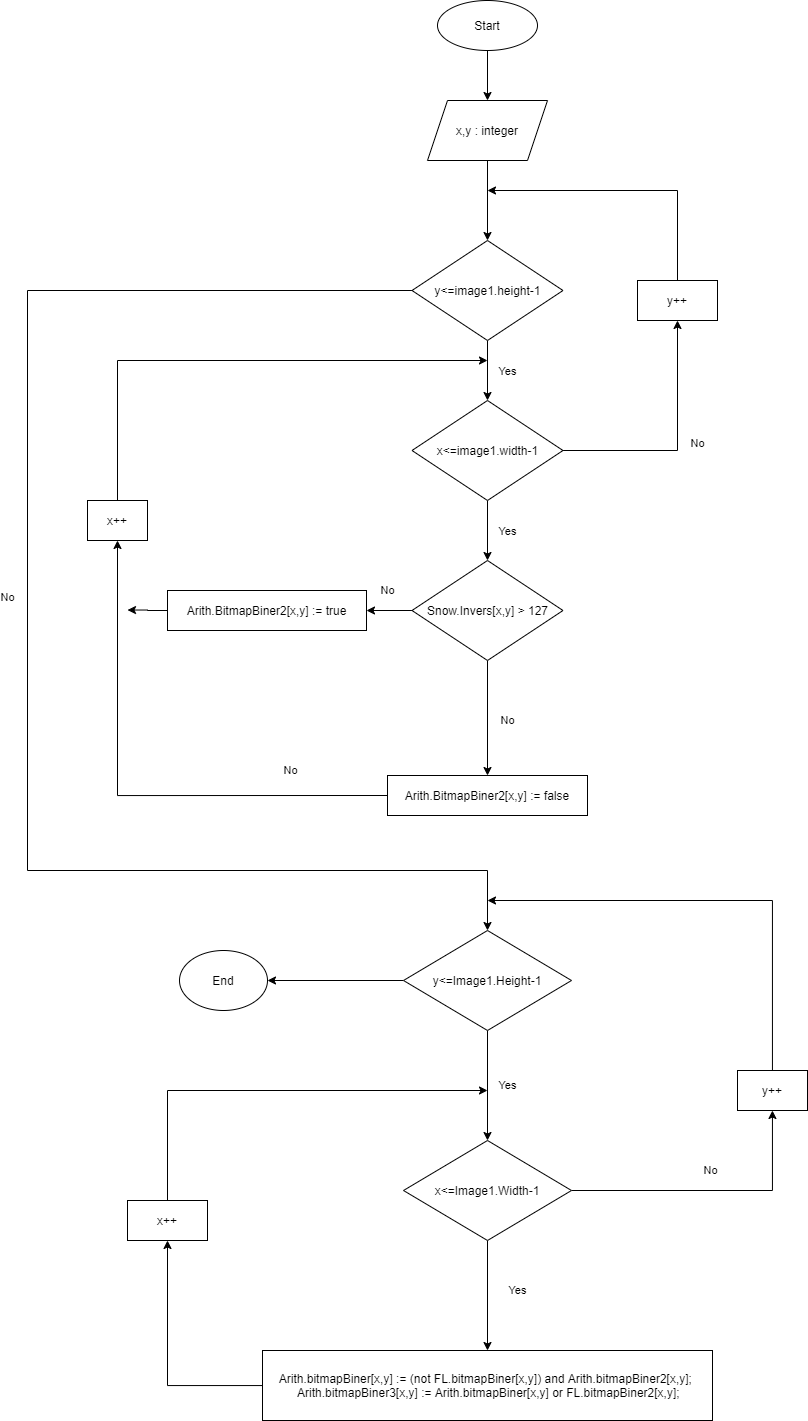 Start
x,y : integer
y<=image1.height-1
y++
Yes
x<=image1.width-1
No
x++
Yes
No
No
Arith.BitmapBiner2[x,y] := true
Snow.Invers[x,y] > 127
No
No
Arith.BitmapBiner2[x,y] := false
End
y<=Image1.Height-1
Yes
y++
No
x<=Image1.Width-1
x++
Yes
Arith.bitmapBiner[x,y] := (not FL.bitmapBiner[x,y]) and Arith.bitmapBiner2[x,y];
Arith.bitmapBiner3[x,y] := Arith.bitmapBiner[x,y] or FL.bitmapBiner2[x,y];